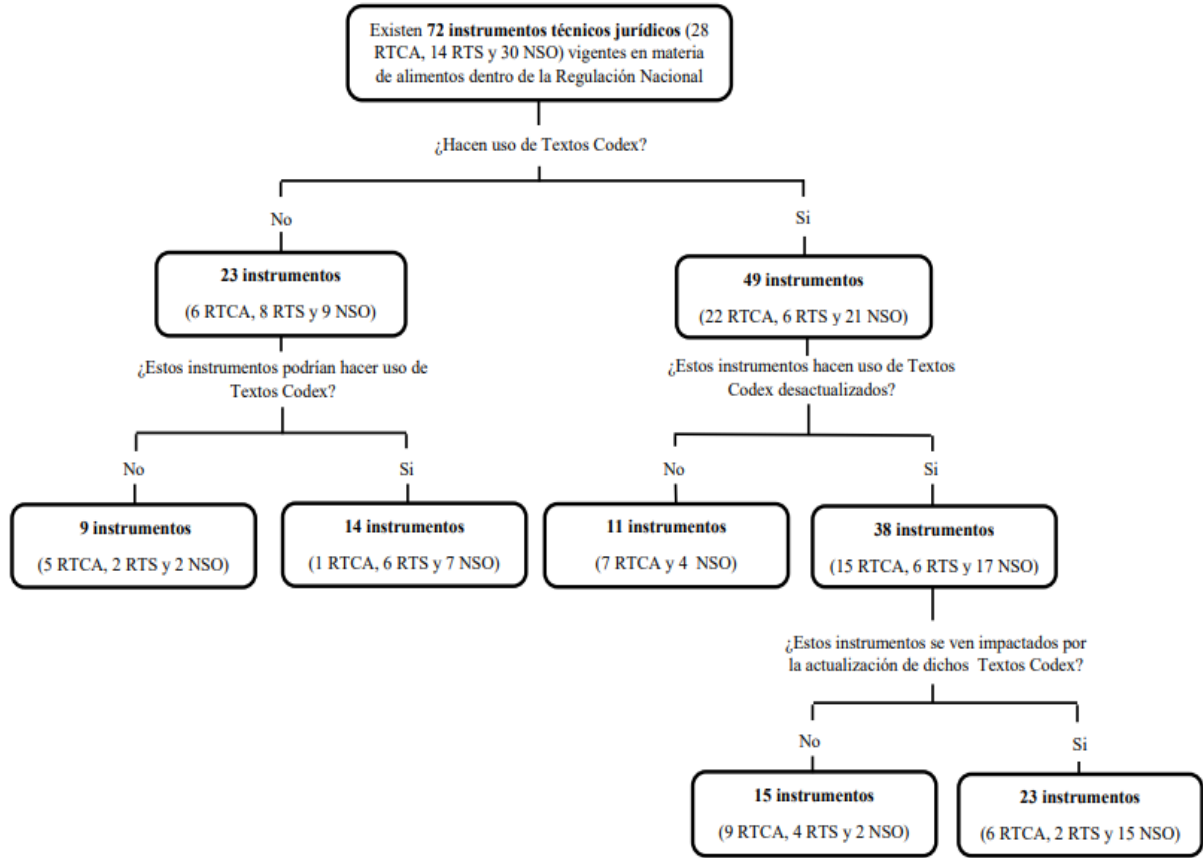 Existen 72 instrumentos técnicos jurídicos (28
RTCA, 14 RTS y 30 NSO) vigentes en materia
de alimentos dentro de la Regulación Nacional
¿Hacen uso de Textos Codex?
No
Si
23 instrumentos
(6 RTCA, 8 RTS y 9 NSO)
49 instrumentos
(22 RTCA, 6 RTS y 21 NSO)
¿Estos instrumentos podrían hacer uso de
Textos Codex?
¿Estos instrumentos hacen uso de Textos
Codex desactualizados?
No
Si
No
Si
9 instrumentos
(5 RTCA, 2 RTS y 2 NSO)
14 instrumentos
(1 RTCA, 6 RTS y 7 NSO)
11 instrumentos
(7 RTCA y 4 NSO)
38 instrumentos
(15 RTCA, 6 RTS y 17 NSO)
¿Estos instrumentos se ven impactados por
la actualización de dichos Textos Codex?
No
Si
15 instrumentos
(9 RTCA, 4 RTS y 2 NSO)
23 instrumentos
(6 RTCA, 2 RTS y 15 NSO)